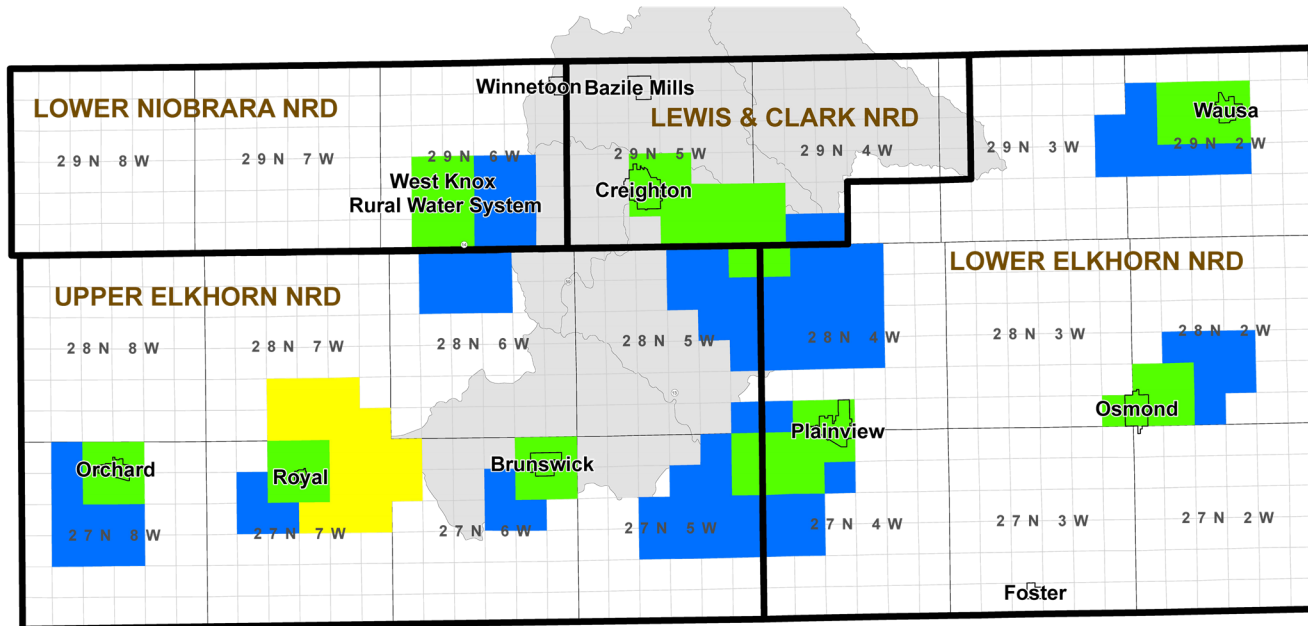 Winnetoon
Bazile Mills
LOWER NIOBRARA NRD
LEWIS & CLARK NRD
Wausa
29N 8W
29N 7W
29N 6W
29N 5W
29N 4W
29N 3W
29N 2W
West Knox
Rural Water System
Creighton
UPPER ELKHORN NRD
LOWER ELKHORN NRD
28N 8W
28N 7W
28N 6W
28N 5W
28N 4W
28N 3W
28N 2W
Osmond
Plainview
Orchard
Royal
Brunswick
27N 8W
27N 7W
27N 6W
27N 5W
27N 4W
27N 3W
27N 2W
Foster